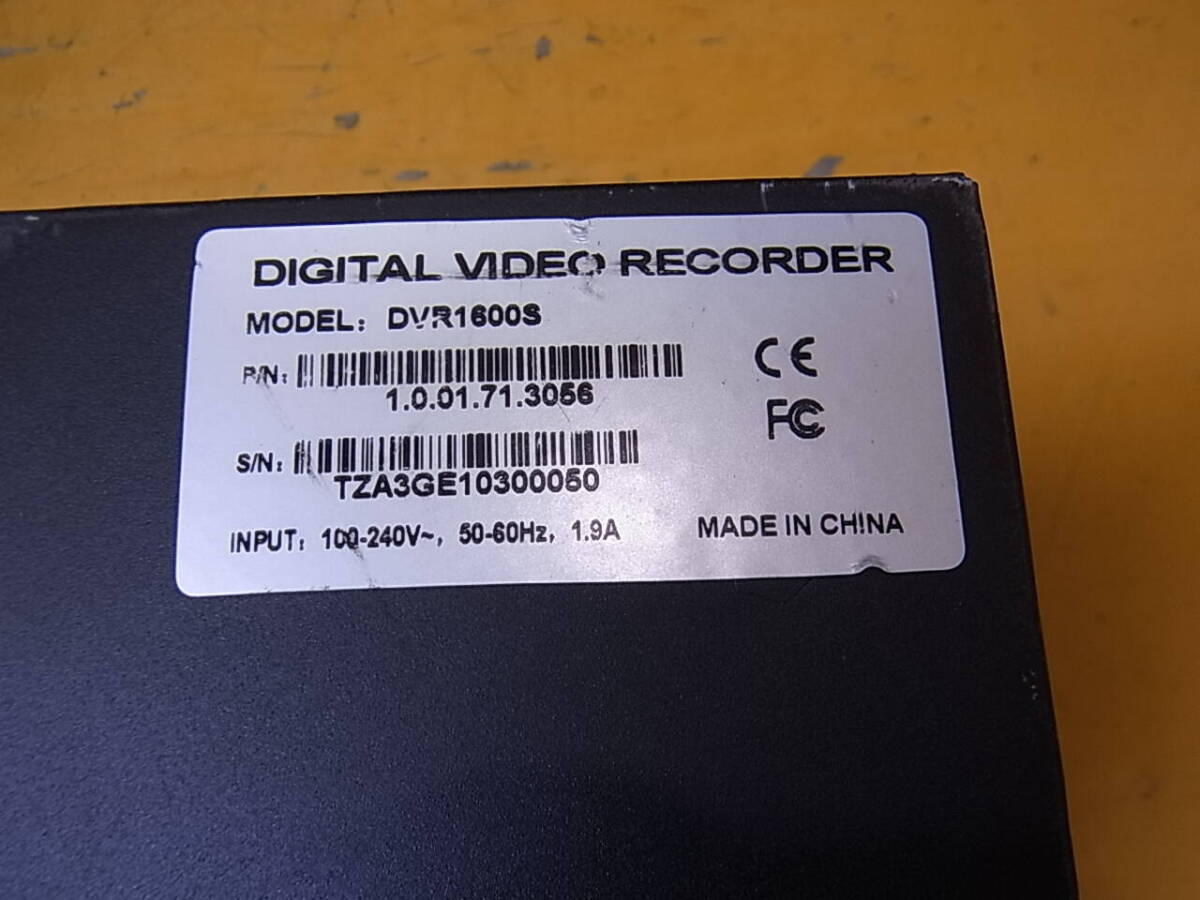 DIGITAL VIDEO RECORDER
MODEL: DVR1600S
P/N:
1.0.01.71.3056
CE
FC
S/N:
TZA3GE10300050
INPUT: 100-240V~, 50-60Hz, 1.9A
MADE IN CHINA